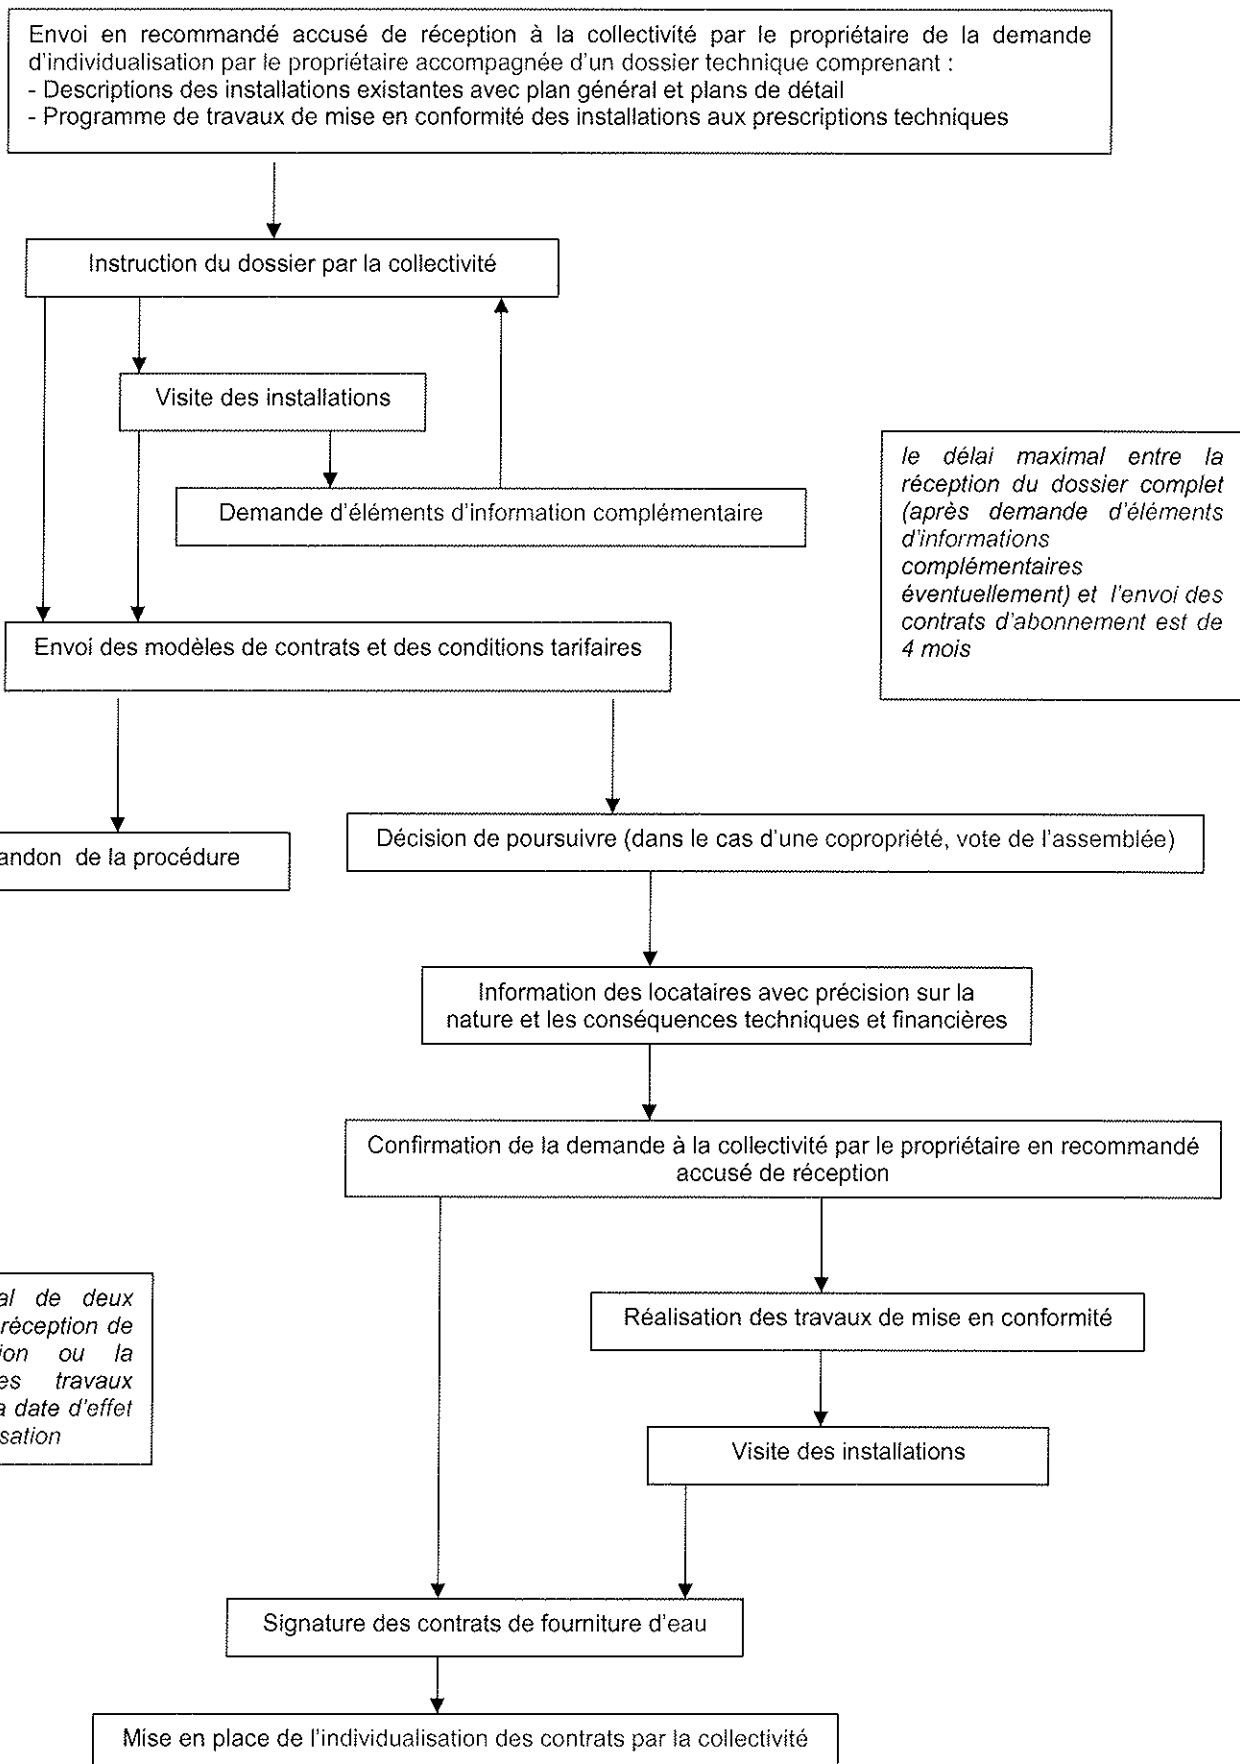 Envoi en recommandé accusé de réception à la collectivité par le propriétaire de la demande
d'individualisation par le propriétaire accompagnée d'un dossier technique comprenant :
- Descriptions des installations existantes avec plan général et plans de détail
- Programme de travaux de mise en conformité des installations aux prescriptions techniques
Instruction du dossier par la collectivité
Visite des installations
Demande d'éléments d'information complémentaire
le délai maximal entre la
réception du dossier complet
(après demande d'éléments
d'informations
complémentaires
éventuellement) et l'envoi des
contrats d'abonnement est de
4 mois
Envoi des modèles de contrats et des conditions tarifaires
andon de la procédure
Décision de poursuivre (dans le cas d'une copropriété, vote de l'assemblée)
Information des locataires avec précision sur la
nature et les conséquences techniques et financières
Confirmation de la demande à la collectivité par le propriétaire en recommandé
accusé de réception
al de deux
réception de
ion ou la
es travaux
a date d'effet
sation
Réalisation des travaux de mise en conformité
Visite des installations
Signature des contrats de fourniture d'eau
Mise en place de l'individualisation des contrats par la collectivité